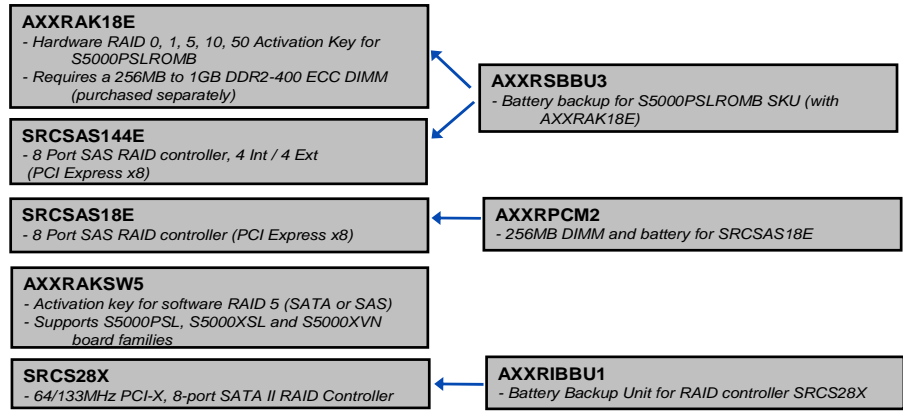 AXXRAK18E
- Hardware RAID 0, 1, 5, 10, 50 Activation Key for
S5000PSLROMB
- Requires a 256MB to 1GB DDR2-400 ECC DIMM
(purchased separately)
AXXRSBBU3
- Battery backup for S5000PSLROMB SKU (with
AXXRAK18E)
SRCSAS144E
- 8 Port SAS RAID controller, 4 Int / 4 Ext
(PCI Express x8)
SRCSAS18E
- 8 Port SAS RAID controller (PCI Express x8)
AXXRPCM2
- 256MB DIMM and battery for SRCSAS18E
AXXRAKSW5
- Activation key for software RAID 5 (SATA or SAS)
- Supports S5000PSL, S5000XSL and S5000XVN
board families
SRCS28X
- 64/133MHz PCI-X, 8-port SATA II RAID Controller
AXXRIBBU1
- Battery Backup Unit for RAID controller SRCS28X